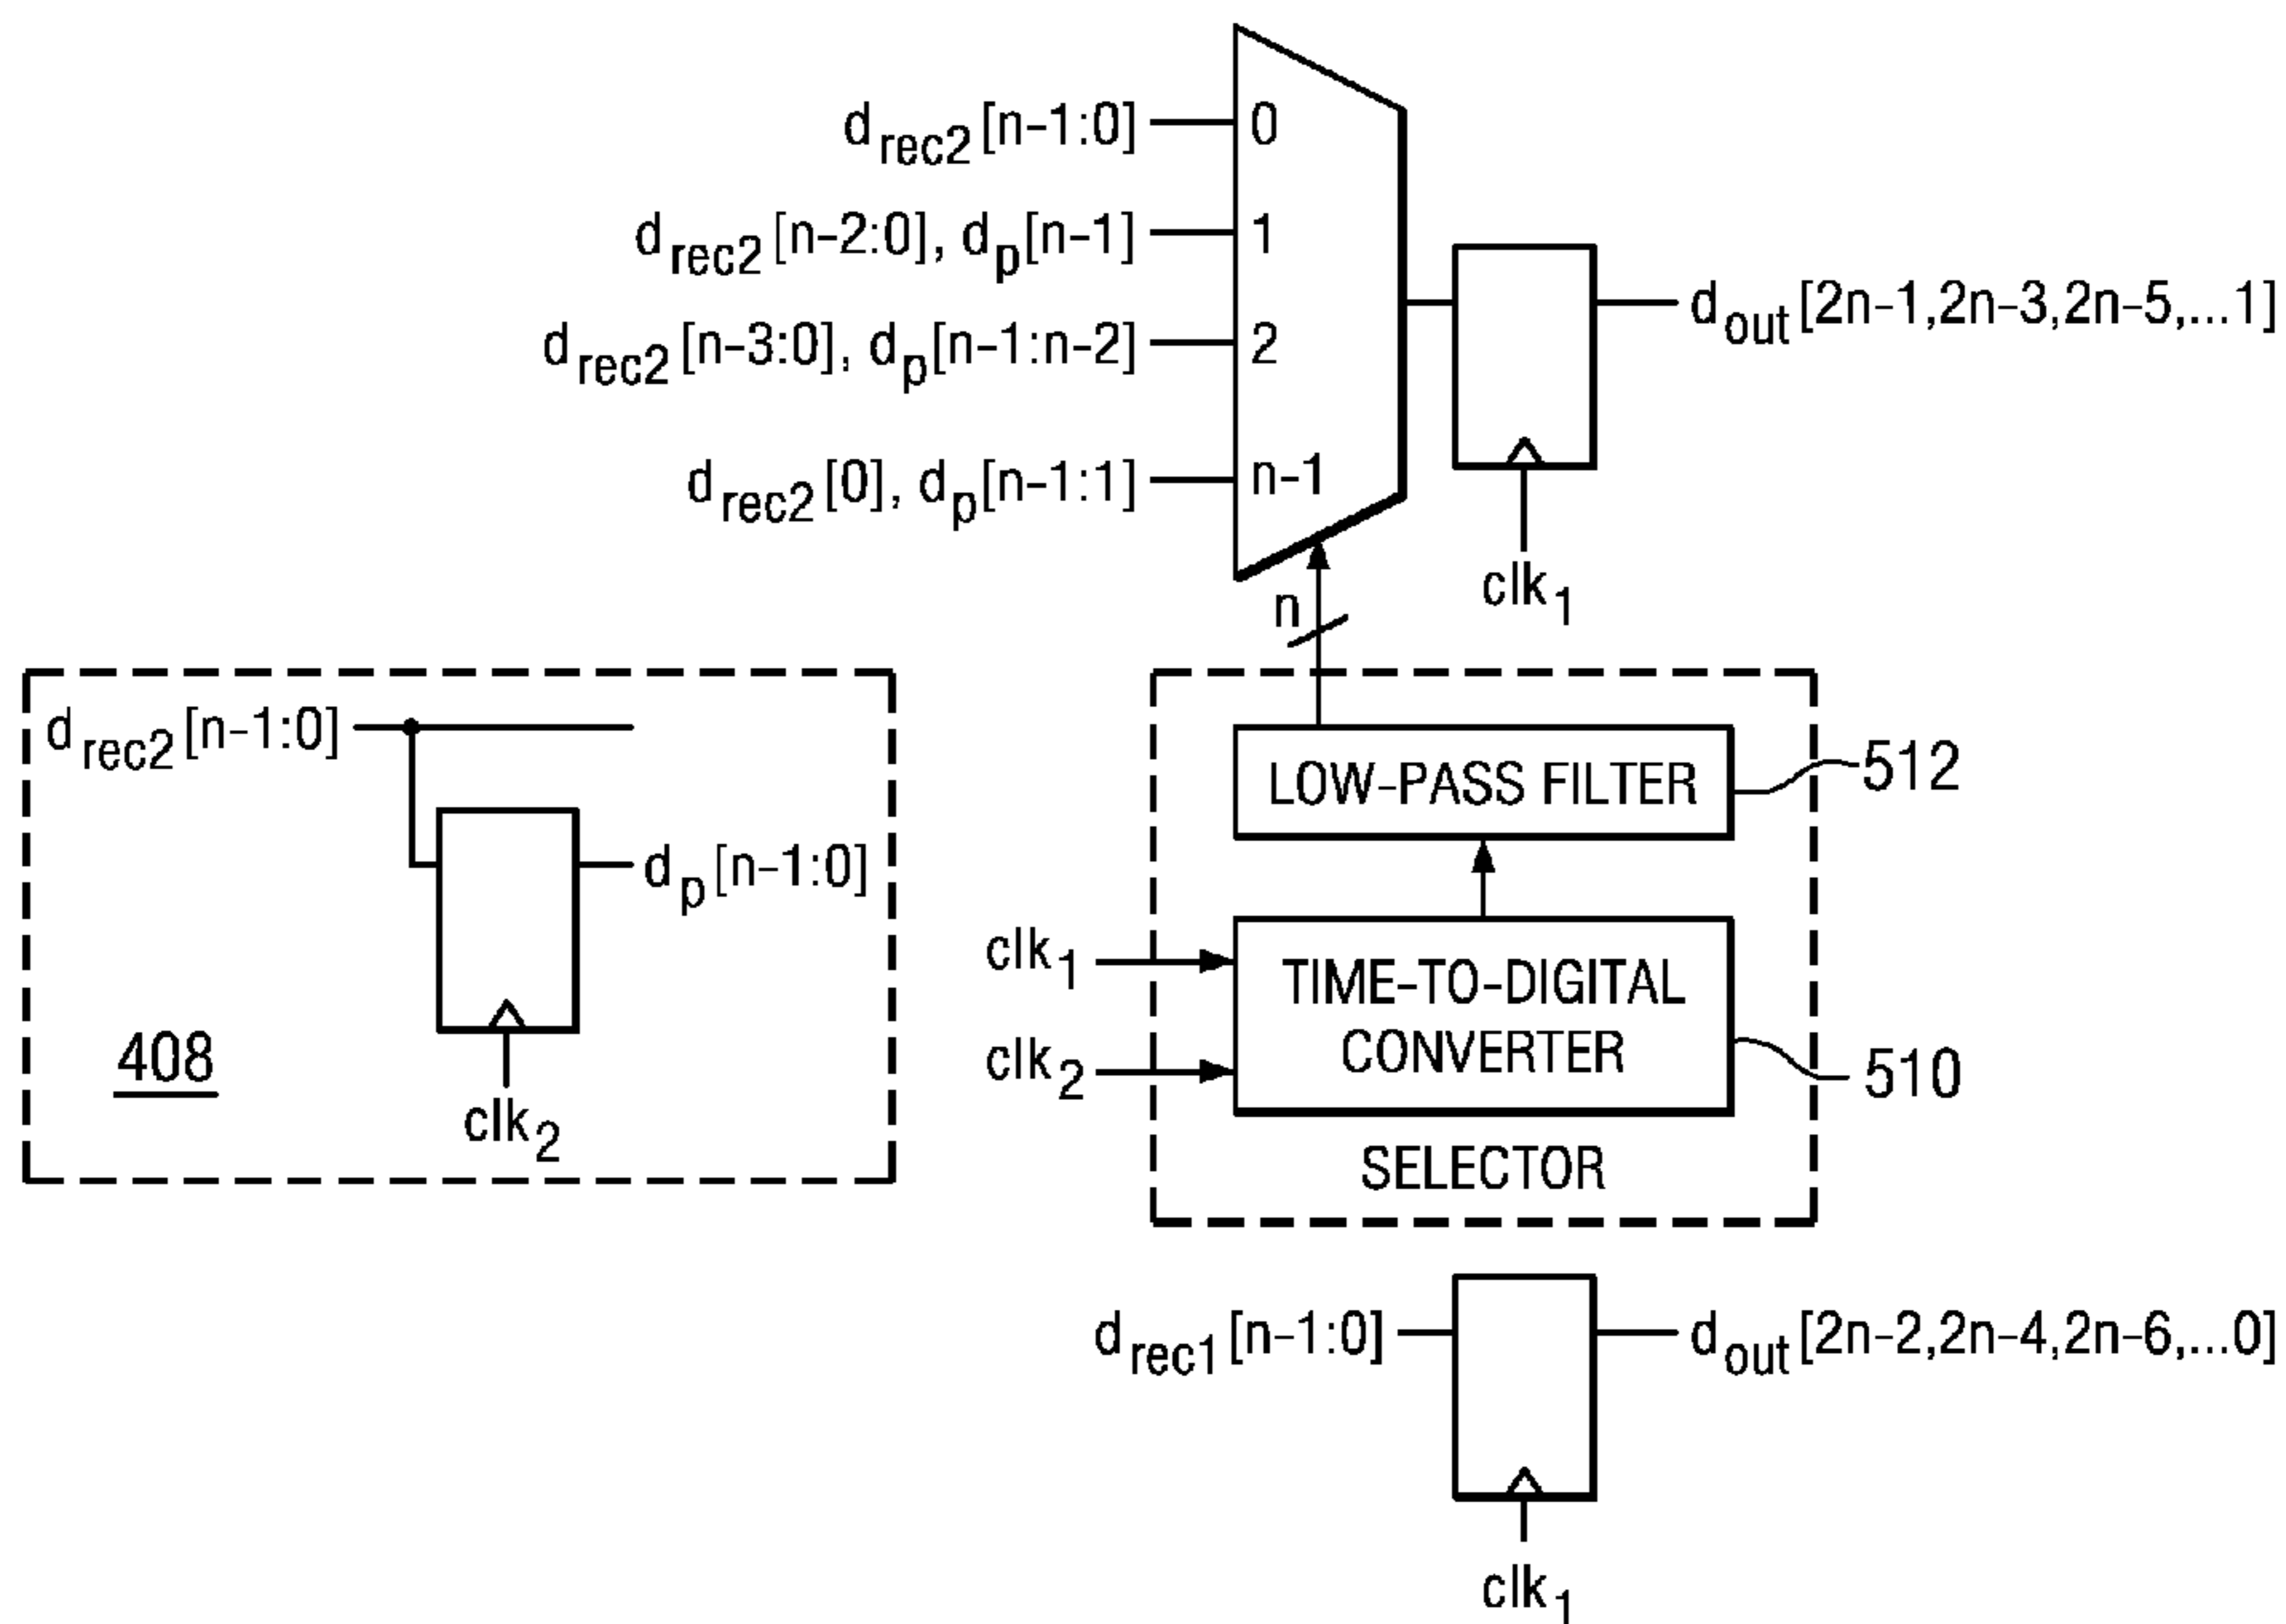 d_rec2[n-1:0]
0
d_rec2[n-2:0], d_p[n-1]
1
d_rec2[n-3:0], d_p[n-1:n-2]
2
d_rec2[0], d_p[n-1:1]
n-1
d_out[2n-1,2n-3,2n-5,...1]
clk_1
n
d_rec2[n-1:0]
d_p[n-1:0]
408
clk_2
LOW-PASS FILTER
512
clk_1
clk_2
TIME-TO-DIGITAL
CONVERTER
510
SELECTOR
d_rec1[n-1:0]
d_out[2n-2,2n-4,2n-6,...0]
clk_1